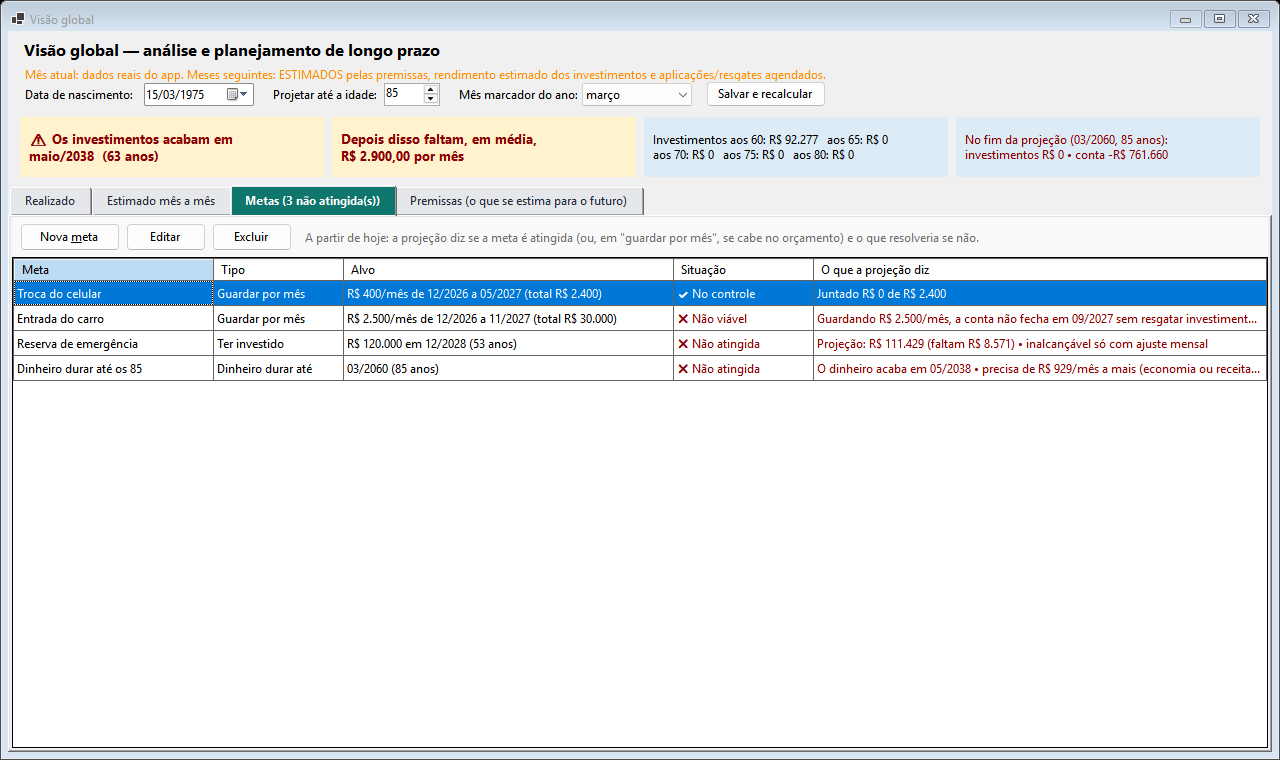 Visão global
Visão global — análise e planejamento de longo prazo
Mês atual: dados reais do app. Meses seguintes: ESTIMADOS pelas premissas, rendimento estimado dos investimentos e aplicações/resgates agendados.
Data de nascimento: 15/03/1975 Projetar até a idade: 85 Mês marcador do ano: março Salvar e recalcular
⚠ Os investimentos acabam em
maio/2038 (63 anos)
Depois disso faltam, em média,
R$ 2.900,00 por mês
Investimentos aos 60: R$ 92.277 aos 65: R$ 0
aos 70: R$ 0 aos 75: R$ 0 aos 80: R$ 0
No fim da projeção (03/2060, 85 anos):
investimentos R$ 0 • conta -R$ 761.660
Realizado Estimado mês a mês Metas (3 não atingida(s)) Premissas (o que se estima para o futuro)
Nova meta Editar Excluir A partir de hoje: a projeção diz se a meta é atingida (ou, em "guardar por mês", se cabe no orçamento) e o que resolveria se não.
Meta Tipo Alvo Situação O que a projeção diz
Troca do celular Guardar por mês R$ 400/mês de 12/2026 a 05/2027 (total R$ 2.400) ✓ No controle Juntado R$ 0 de R$ 2.400
Entrada do carro Guardar por mês R$ 2.500/mês de 12/2026 a 11/2027 (total R$ 30.000) ✕ Não viável Guardando R$ 2.500/mês, a conta não fecha em 09/2027 sem resgatar investiment...
Reserva de emergência Ter investido R$ 120.000 em 12/2028 (53 anos) ✕ Não atingida Projeção: R$ 111.429 (faltam R$ 8.571) • inalcançável só com ajuste mensal
Dinheiro durar até os 85 Dinheiro durar até 03/2060 (85 anos) ✕ Não atingida O dinheiro acaba em 05/2038 • precisa de R$ 929/mês a mais (economia ou receita...